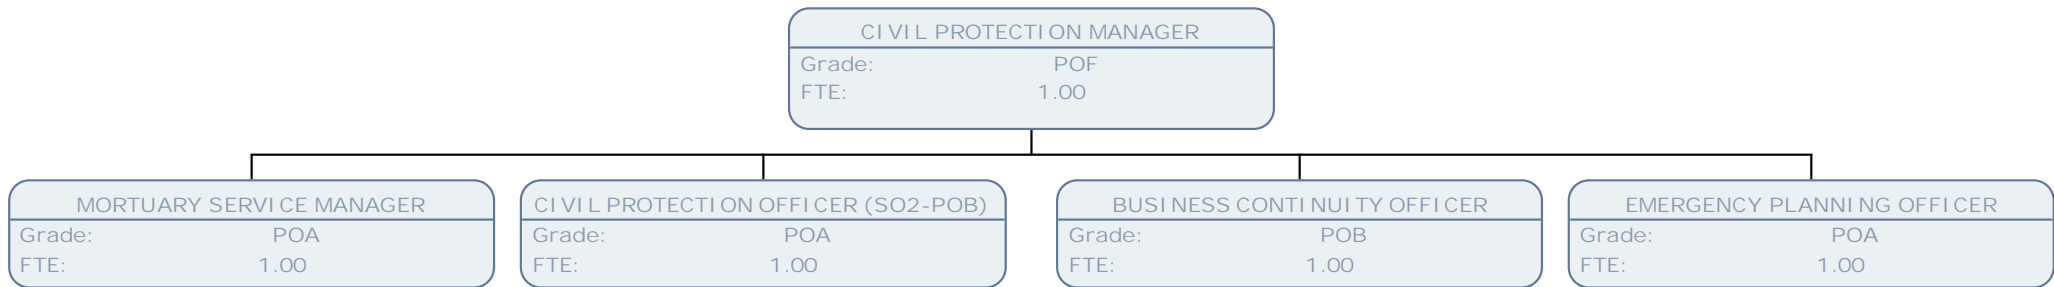 CIVIL PROTECTION MANAGER
Grade: POF
FTE: 1.00
MORTUARY SERVICE MANAGER
Grade: POA
FTE: 1.00
CIVIL PROTECTION OFFICER (SO2-POB)
Grade: POA
FTE: 1.00
BUSINESS CONTINUITY OFFICER
Grade: POB
FTE: 1.00
EMERGENCY PLANNING OFFICER
Grade: POA
FTE: 1.00